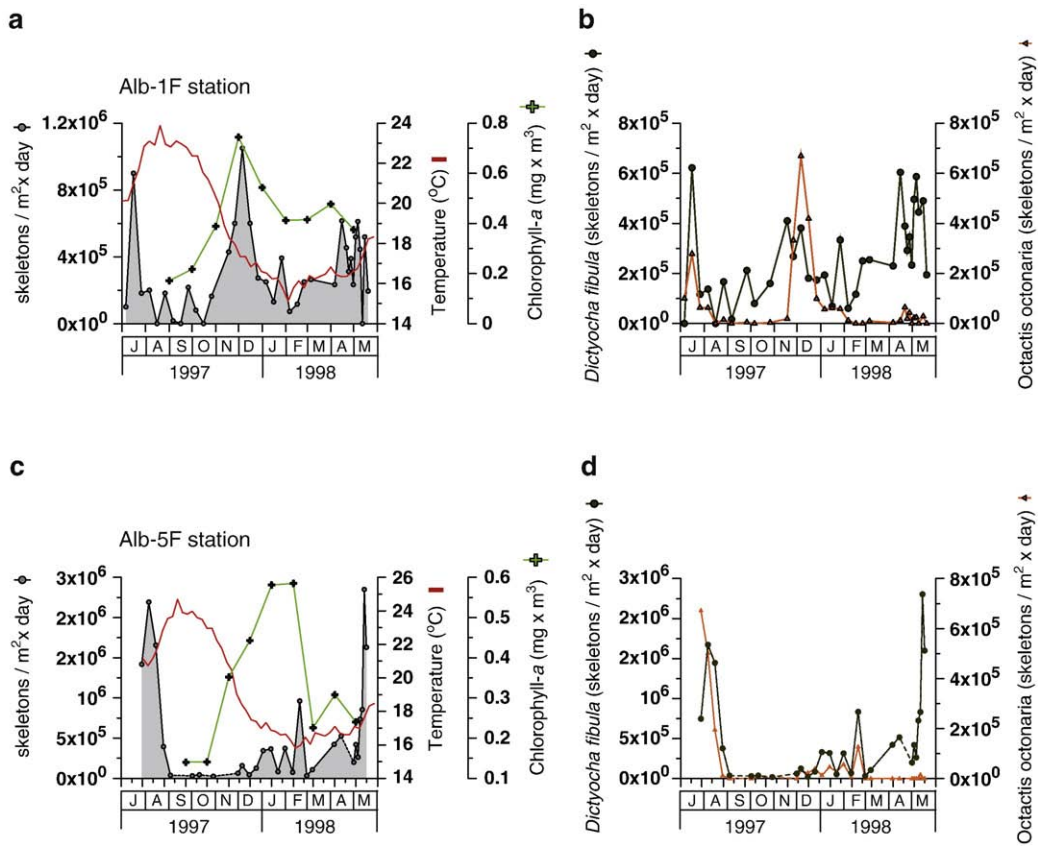 a
Alb-1F station
skeletons / m² x day
1.2x10⁶
8x10⁵
4x10⁵
0x10⁰
24
22
20
18
16
14
Temperature (°C)
0.8
0.6
0.4
0.2
0
Chlorophyll-a (mg x m³)
J A S O N D J F M A M
1997 1998
b
Dictyocha fibula (skeletons / m² x day)
8x10⁵
6x10⁵
4x10⁵
2x10⁵
0x10⁰
8x10⁵
6x10⁵
4x10⁵
2x10⁵
0x10⁰
Octactis octonaria (skeletons / m² x day)
J A S O N D J F M A M
1997 1998
c
Alb-5F station
skeletons / m² x day
3x10⁶
2x10⁶
2x10⁶
1x10⁶
5x10⁵
0x10⁰
26
24
22
20
18
16
14
Temperature (°C)
0.6
0.5
0.4
0.3
0.2
0.1
Chlorophyll-a (mg x m³)
J A S O N D J F M A M
1997 1998
d
Dictyocha fibula (skeletons / m² x day)
3x10⁶
2x10⁶
2x10⁶
1x10⁶
5x10⁵
0x10⁰
8x10⁵
6x10⁵
4x10⁵
2x10⁵
0x10⁰
Octactis octonaria (skeletons / m² x day)
J A S O N D J F M A M
1997 1998